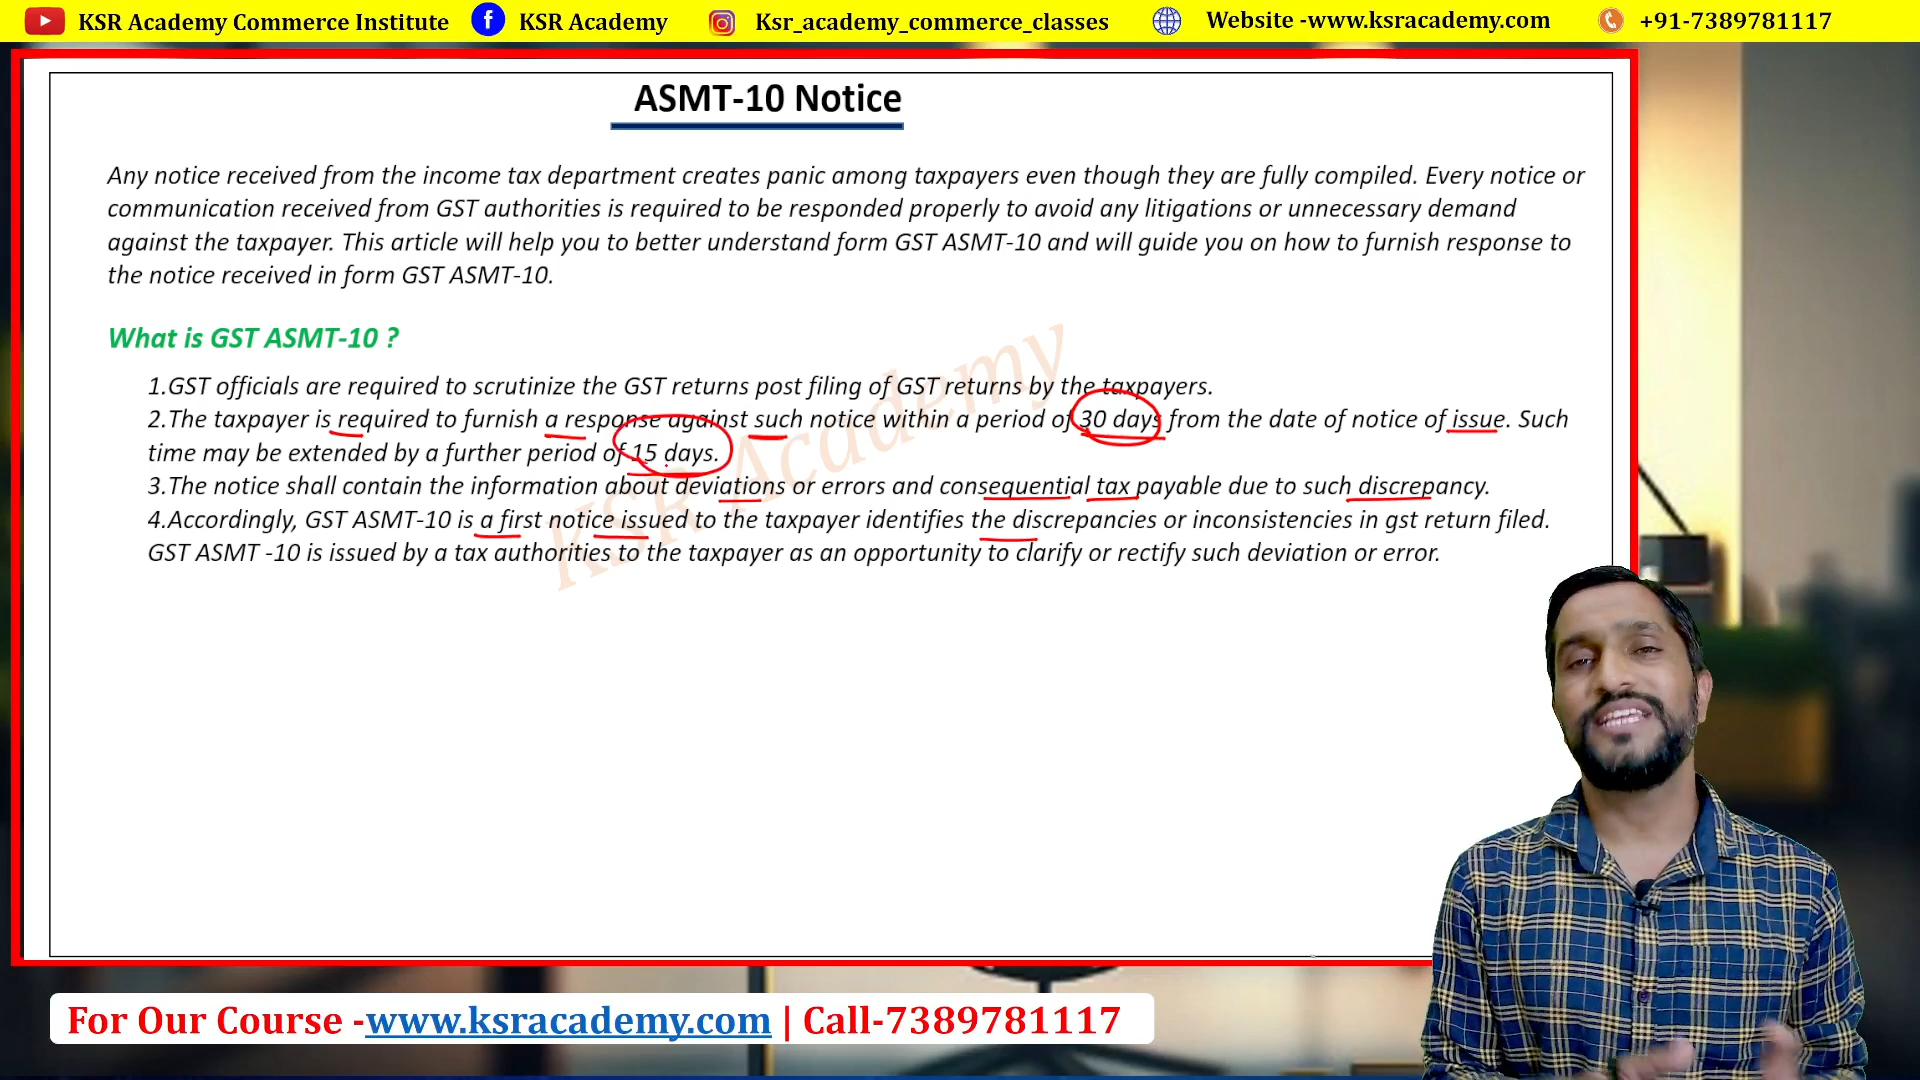 KSR Academy Commerce Institute KSR Academy Ksr_academy_commerce_classes Website -www.ksracademy.com +91-7389781117
ASMT-10 Notice
Any notice received from the income tax department creates panic among taxpayers even though they are fully compiled. Every notice or
communication received from GST authorities is required to be responded properly to avoid any litigations or unnecessary demand
against the taxpayer. This article will help you to better understand form GST ASMT-10 and will guide you on how to furnish response to
the notice received in form GST ASMT-10.
What is GST ASMT-10 ?
1.GST officials are required to scrutinize the GST returns post filing of GST returns by the taxpayers.
2.The taxpayer is required to furnish a response against such notice within a period of 30 days from the date of notice of issue. Such
time may be extended by a further period of 15 days.
3.The notice shall contain the information about deviations or errors and consequential tax payable due to such discrepancy.
4.Accordingly, GST ASMT-10 is a first notice issued to the taxpayer identifies the discrepancies or inconsistencies in gst return filed.
GST ASMT -10 is issued by a tax authorities to the taxpayer as an opportunity to clarify or rectify such deviation or error.
KSR Academy
For Our Course -www.ksracademy.com | Call-7389781117